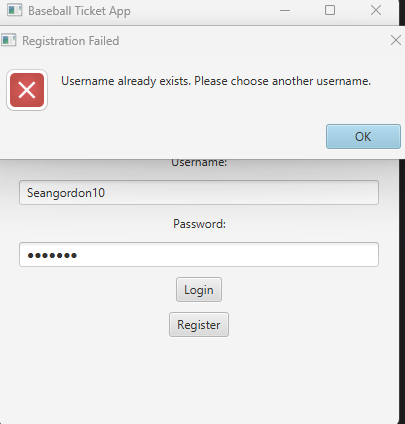 Baseball Ticket App
Registration Failed
Username already exists. Please choose another username.
OK
Username:
Seangordon10
Password:
●●●●●●●
Login
Register